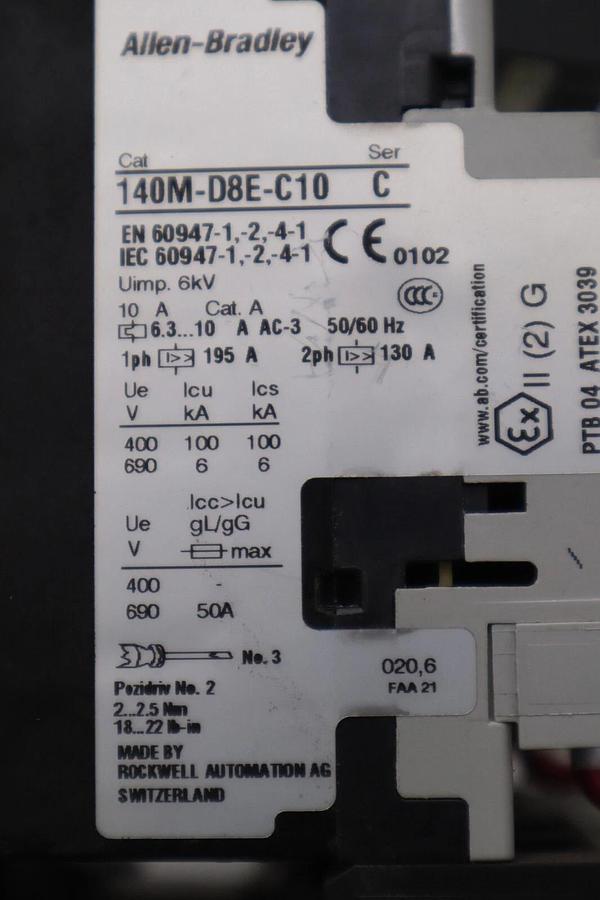 Allen-Bradley
Cat Ser
140M-D8E-C10 C
EN 60947-1,-2,-4-1
IEC 60947-1,-2,-4-1
CE 0102
Uimp. 6kV
CCC
10 A Cat. A
6.3...10 A AC-3 50/60 Hz
1ph I>> 195 A 2ph I>> 130 A
Ue Icu Ics
V kA kA
400 100 100
690 6 6
Icc>Icu
Ue gL/gG
V max
400 -
690 50A
No. 3
Pozidriv No. 2
2...2.5 Nm
18...22 lb-in
MADE BY
ROCKWELL AUTOMATION AG
SWITZERLAND
020,6
FAA 21
www.ab.com/certification
Ex II (2) G
PTB 04 ATEX 3039